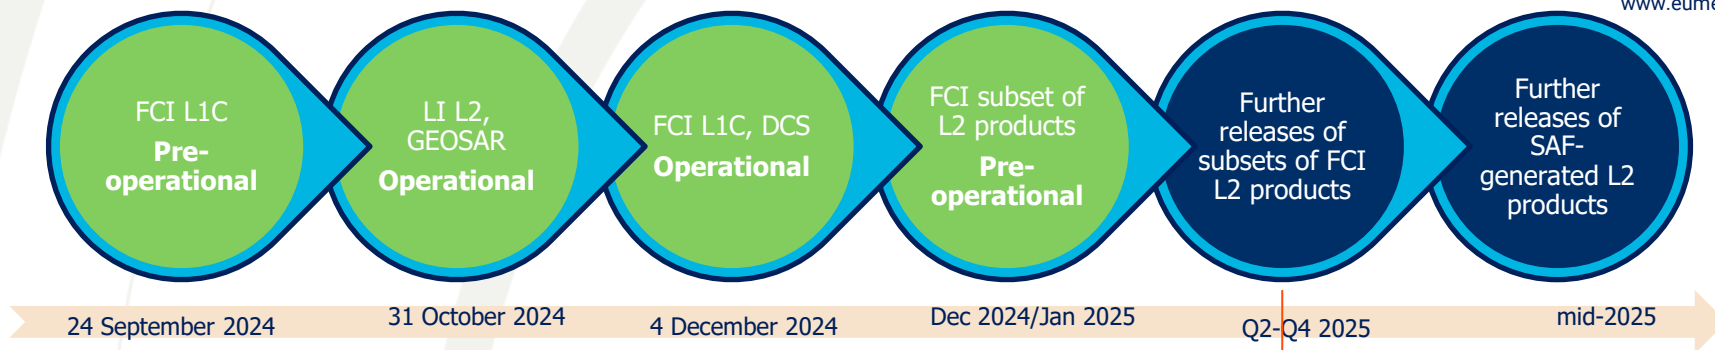 www.eume
FCI L1C
Pre-
operational
LI L2,
GEOSAR
Operational
FCI L1C, DCS
Operational
FCI subset of
L2 products
Pre-
operational
Further
releases of
subsets of FCI
L2 products
Further
releases of
SAF-
generated L2
products
24 September 2024
31 October 2024
4 December 2024
Dec 2024/Jan 2025
Q2-Q4 2025
mid-2025